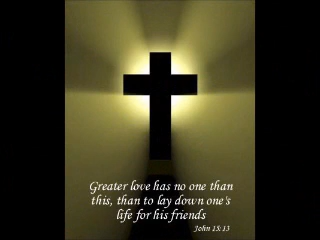 Greater love has no one than
this, than to lay down one's
life for his friends
John 15:13